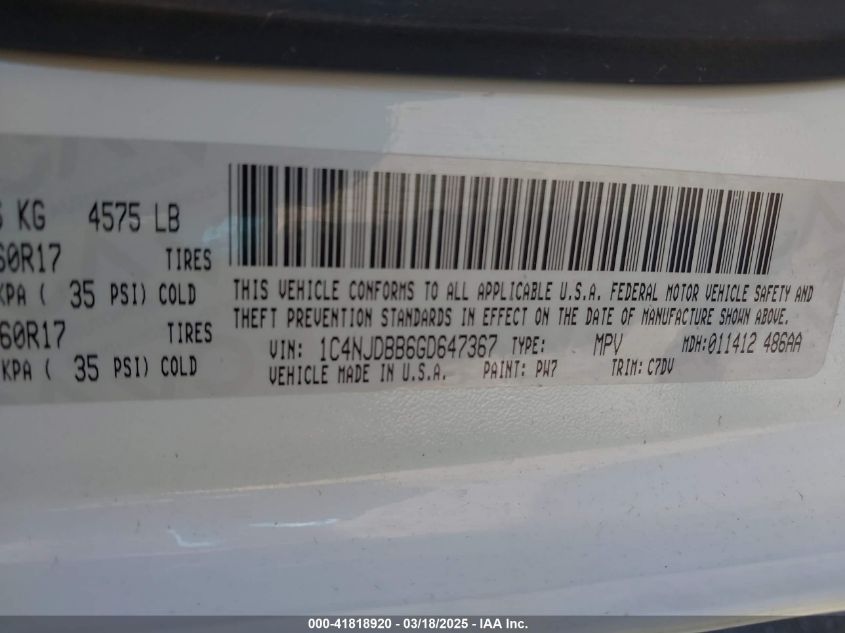 6 KG 4575 LB
60R17 TIRES
KPA ( 35 PSI) COLD
60R17 TIRES
KPA ( 35 PSI) COLD
THIS VEHICLE CONFORMS TO ALL APPLICABLE U.S.A. FEDERAL MOTOR VEHICLE SAFETY AND
THEFT PREVENTION STANDARDS IN EFFECT ON THE DATE OF MANUFACTURE SHOWN ABOVE.
VIN: 1C4NJDBB6GD647367 TYPE: MPV MDH:011412 486AA
VEHICLE MADE IN U.S.A. PAINT: PW7 TRIM: C7DV
000-41818920 — 03/18/2025 — IAA Inc.